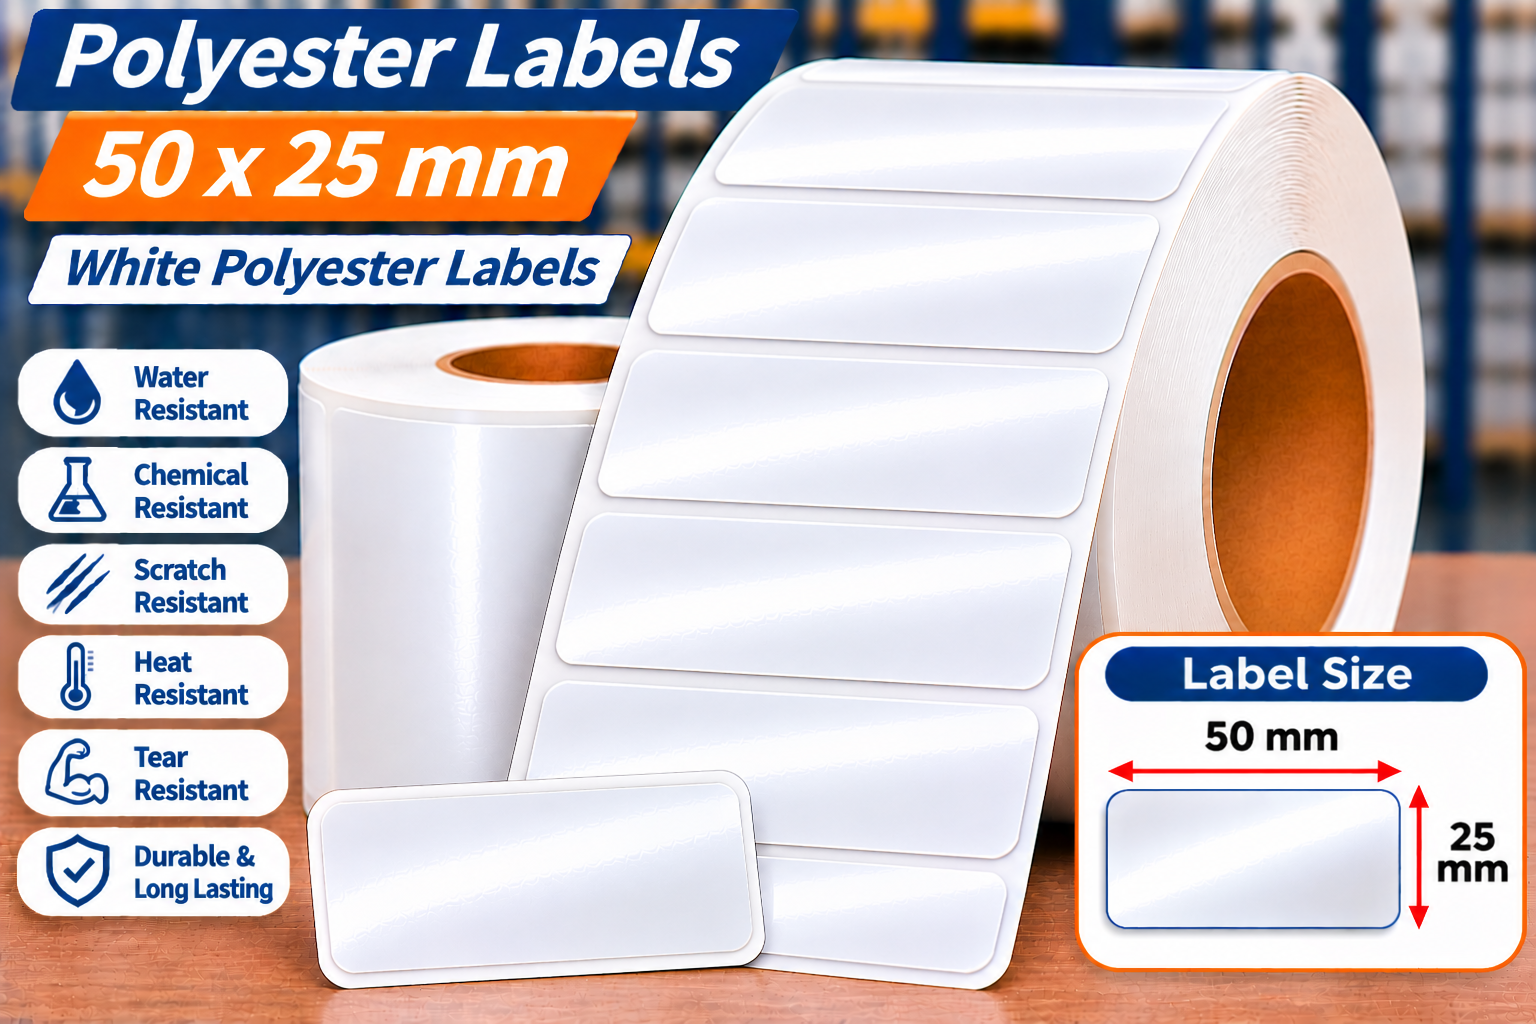 Polyester Labels
50 x 25 mm
White Polyester Labels
Water
Resistant
Chemical
Resistant
Scratch
Resistant
Heat
Resistant
Tear
Resistant
Durable &
Long Lasting
Label Size
50 mm
25
mm